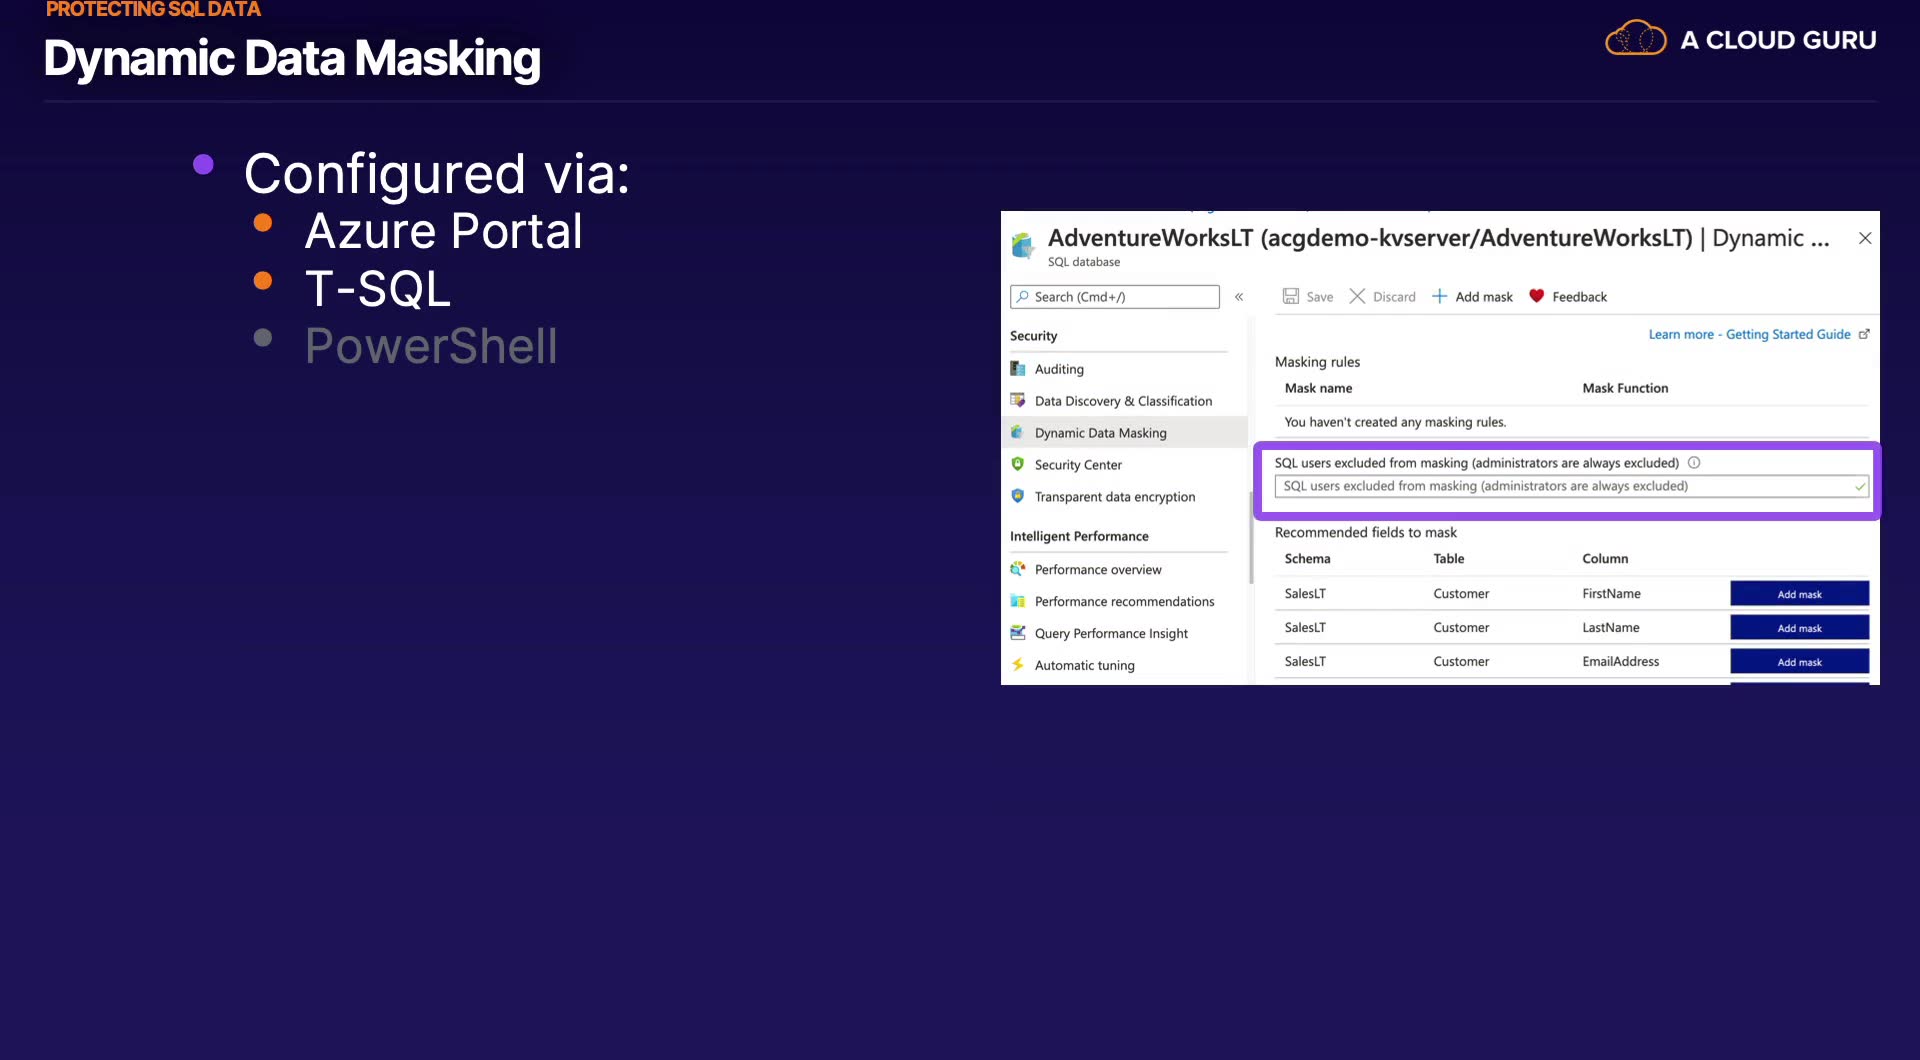 PROTECTING SQL DATA
Dynamic Data Masking
A CLOUD GURU
Configured via:
Azure Portal
T-SQL
PowerShell
AdventureWorksLT (acgdemo-kvserver/AdventureWorksLT) | Dynamic ...
SQL database
Search (Cmd+/)
«
Save Discard Add mask Feedback
Learn more - Getting Started Guide
Security
Auditing
Data Discovery & Classification
Dynamic Data Masking
Security Center
Transparent data encryption
Intelligent Performance
Performance overview
Performance recommendations
Query Performance Insight
Automatic tuning
Masking rules
Mask name Mask Function
You haven't created any masking rules.
SQL users excluded from masking (administrators are always excluded)
SQL users excluded from masking (administrators are always excluded)
Recommended fields to mask
Schema Table Column
SalesLT Customer FirstName Add mask
SalesLT Customer LastName Add mask
SalesLT Customer EmailAddress Add mask